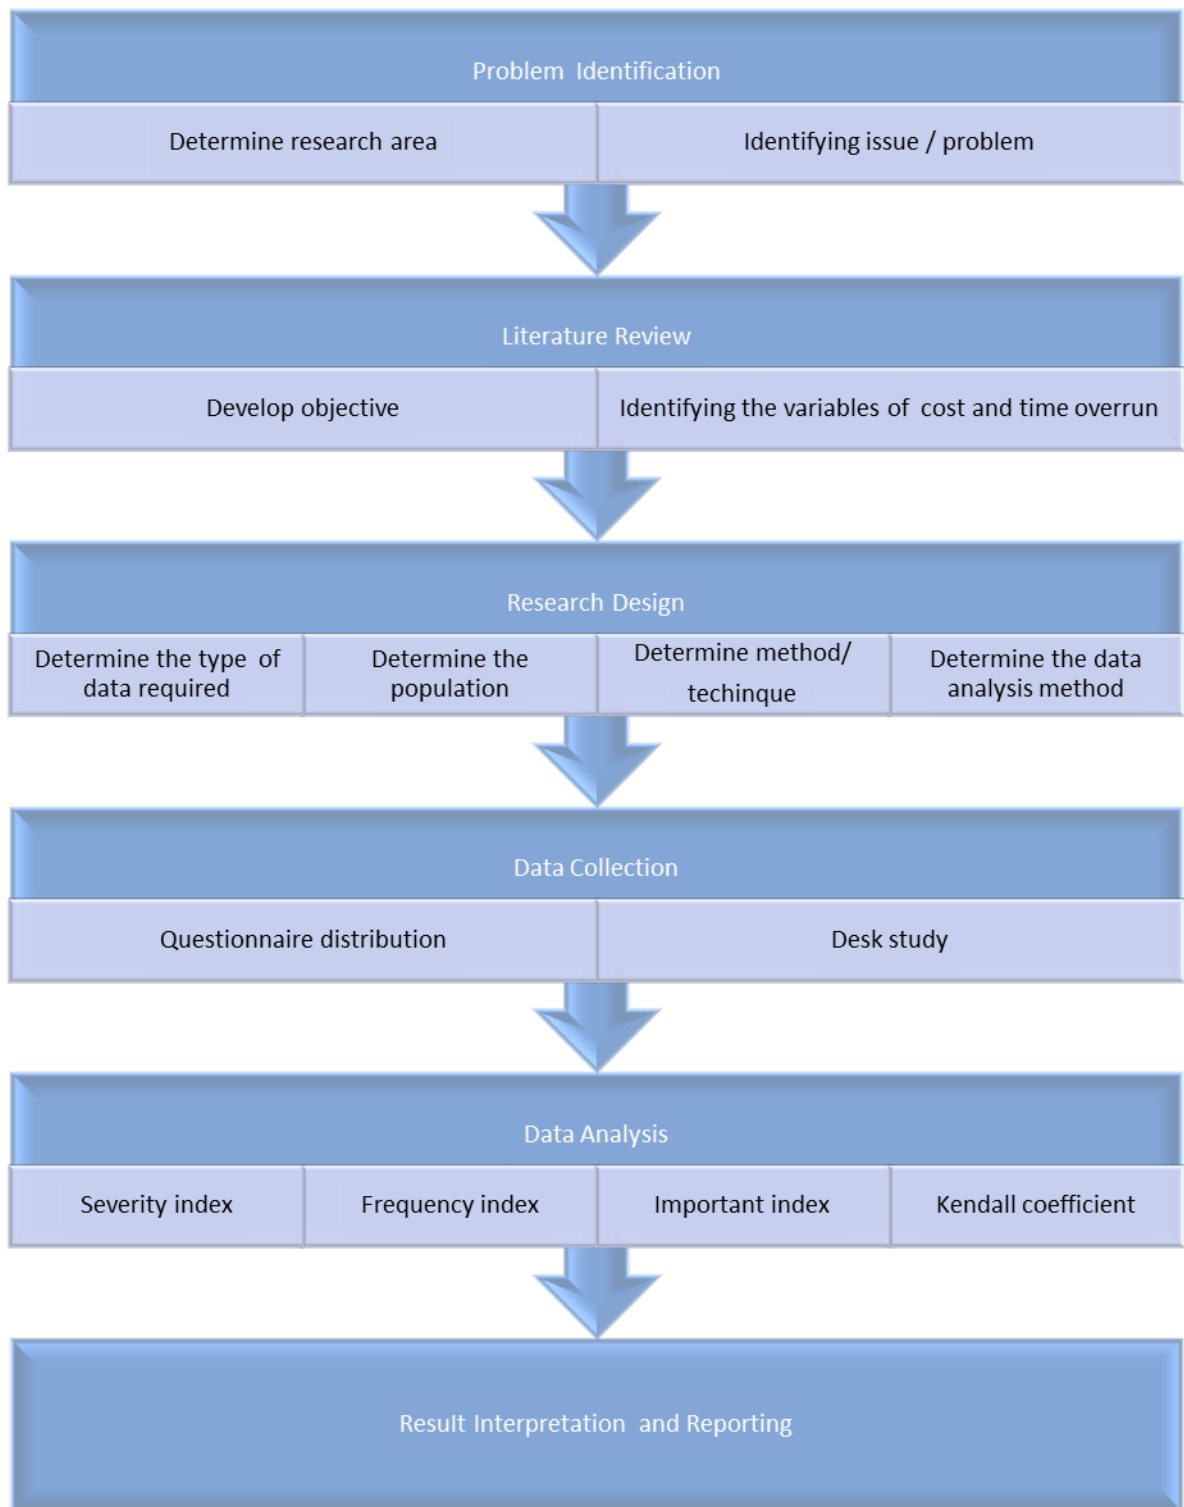 Problem Identification
Determine research area
Identifying issue / problem
Literature Review
Develop objective
Identifying the variables of cost and time overrun
Research Design
Determine the type of
data required
Determine the
population
Determine method/
techinque
Determine the data
analysis method
Data Collection
Questionnaire distribution
Desk study
Data Analysis
Severity index
Frequency index
Important index
Kendall coefficient
Result Interpretation and Reporting